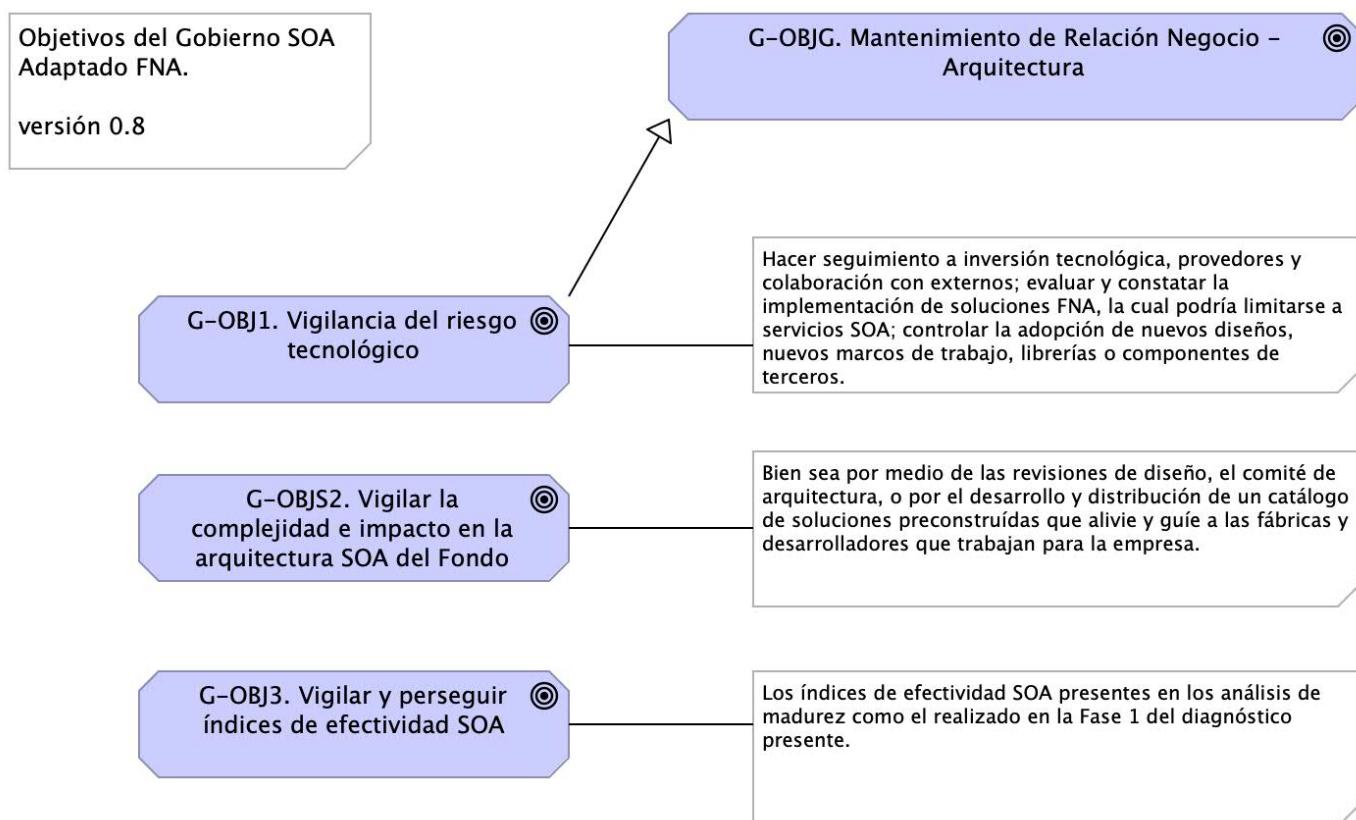 Objetivos del Gobierno SOA
Adaptado FNA.
versión 0.8
G-OBJG. Mantenimiento de Relación Negocio –
Arquitectura
G-OBJ1. Vigilancia del riesgo
tecnológico
Hacer seguimiento a inversión tecnológica, provedores y
colaboración con externos; evaluar y constatar la
implementación de soluciones FNA, la cual podría limitarse a
servicios SOA; controlar la adopción de nuevos diseños,
nuevos marcos de trabajo, librerías o componentes de
terceros.
G-OBJS2. Vigilar la
complejidad e impacto en la
arquitectura SOA del Fondo
Bien sea por medio de las revisiones de diseño, el comité de
arquitectura, o por el desarrollo y distribución de un catálogo
de soluciones preconstruídas que alivie y guíe a las fábricas y
desarrolladores que trabajan para la empresa.
G-OBJ3. Vigilar y perseguir
índices de efectividad SOA
Los índices de efectividad SOA presentes en los análisis de
madurez como el realizado en la Fase 1 del diagnóstico
presente.